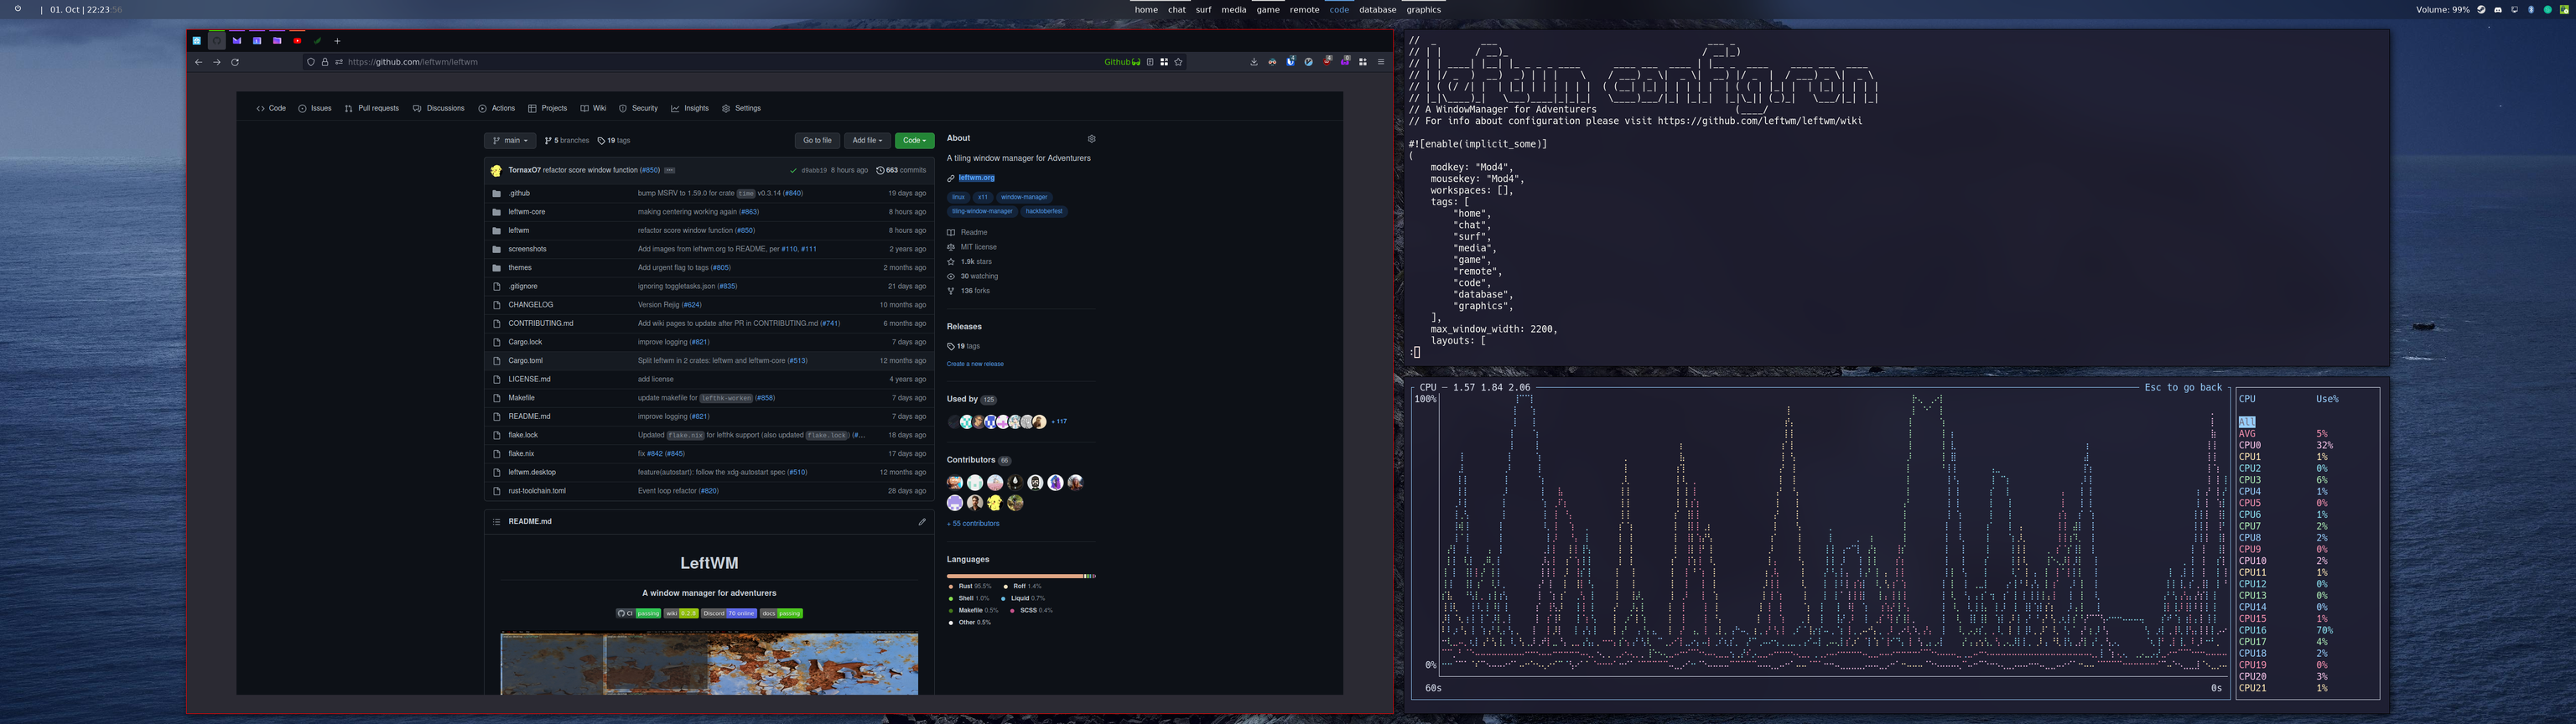 | 01. Oct | 22:23:56
home chat surf media game remote code database graphics
Volume: 99%
https://github.com/leftwm/leftwm
Github
Code Issues Pull requests Discussions Actions Projects Wiki Security Insights Settings
main 5 branches 19 tags Go to file Add file Code
TornaxO7 refactor score window function (#850) d9abb19 8 hours ago 663 commits
.github bump MSRV to 1.59.0 for crate time v0.3.14 (#840) 19 days ago
leftwm-core making centering working again (#863) 8 hours ago
leftwm refactor score window function (#850) 8 hours ago
screenshots Add images from leftwm.org to README, per #110, #111 2 years ago
themes Add urgent flag to tags (#805) 2 months ago
.gitignore ignoring toggletasks.json (#835) 21 days ago
CHANGELOG Version Rejig (#624) 10 months ago
CONTRIBUTING.md Add wiki pages to update after PR in CONTRIBUTING.md (#741) 6 months ago
Cargo.lock improve logging (#821) 7 days ago
Cargo.toml Split leftwm in 2 crates: leftwm and leftwm-core (#513) 12 months ago
LICENSE.md add license 4 years ago
Makefile update makefile for lefthk-worker (#858) 7 days ago
README.md improve logging (#821) 7 days ago
flake.lock Updated flake.nix for lefthk support (also updated flake.lock) (#... 18 days ago
flake.nix fix #842 (#845) 17 days ago
leftwm.desktop feature(autostart): follow the xdg-autostart spec (#510) 12 months ago
rust-toolchain.toml Event loop refactor (#820) 28 days ago
README.md
LeftWM
A window manager for adventurers
CI passing wiki 0.2.8 Discord 70 online docs passing
About
A tiling window manager for Adventurers
leftwm.org
linux x11 window-manager
tiling-window-manager hacktoberfest
Readme
MIT license
1.9k stars
30 watching
136 forks
Releases
19 tags
Create a new release
Used by 125
+ 117
Contributors 66
+ 55 contributors
Languages
Rust 95.5% Roff 1.4%
Shell 1.0% Liquid 0.7%
Makefile 0.5% SCSS 0.4%
Other 0.5%
// A WindowManager for Adventurers
// For info about configuration please visit https://github.com/leftwm/leftwm/wiki
#![enable(implicit_some)]
(
modkey: "Mod4",
mousekey: "Mod4",
workspaces: [],
tags: [
"home",
"chat",
"surf",
"media",
"game",
"remote",
"code",
"database",
"graphics",
],
max_window_width: 2200,
layouts: [
:
CPU — 1.57 1.84 2.06 Esc to go back
100%
0%
60s 0s
CPU Use%
All
AVG 5%
CPU0 32%
CPU1 1%
CPU2 0%
CPU3 6%
CPU4 1%
CPU5 0%
CPU6 1%
CPU7 2%
CPU8 2%
CPU9 0%
CPU10 2%
CPU11 1%
CPU12 0%
CPU13 0%
CPU14 0%
CPU15 1%
CPU16 70%
CPU17 4%
CPU18 2%
CPU19 0%
CPU20 3%
CPU21 1%